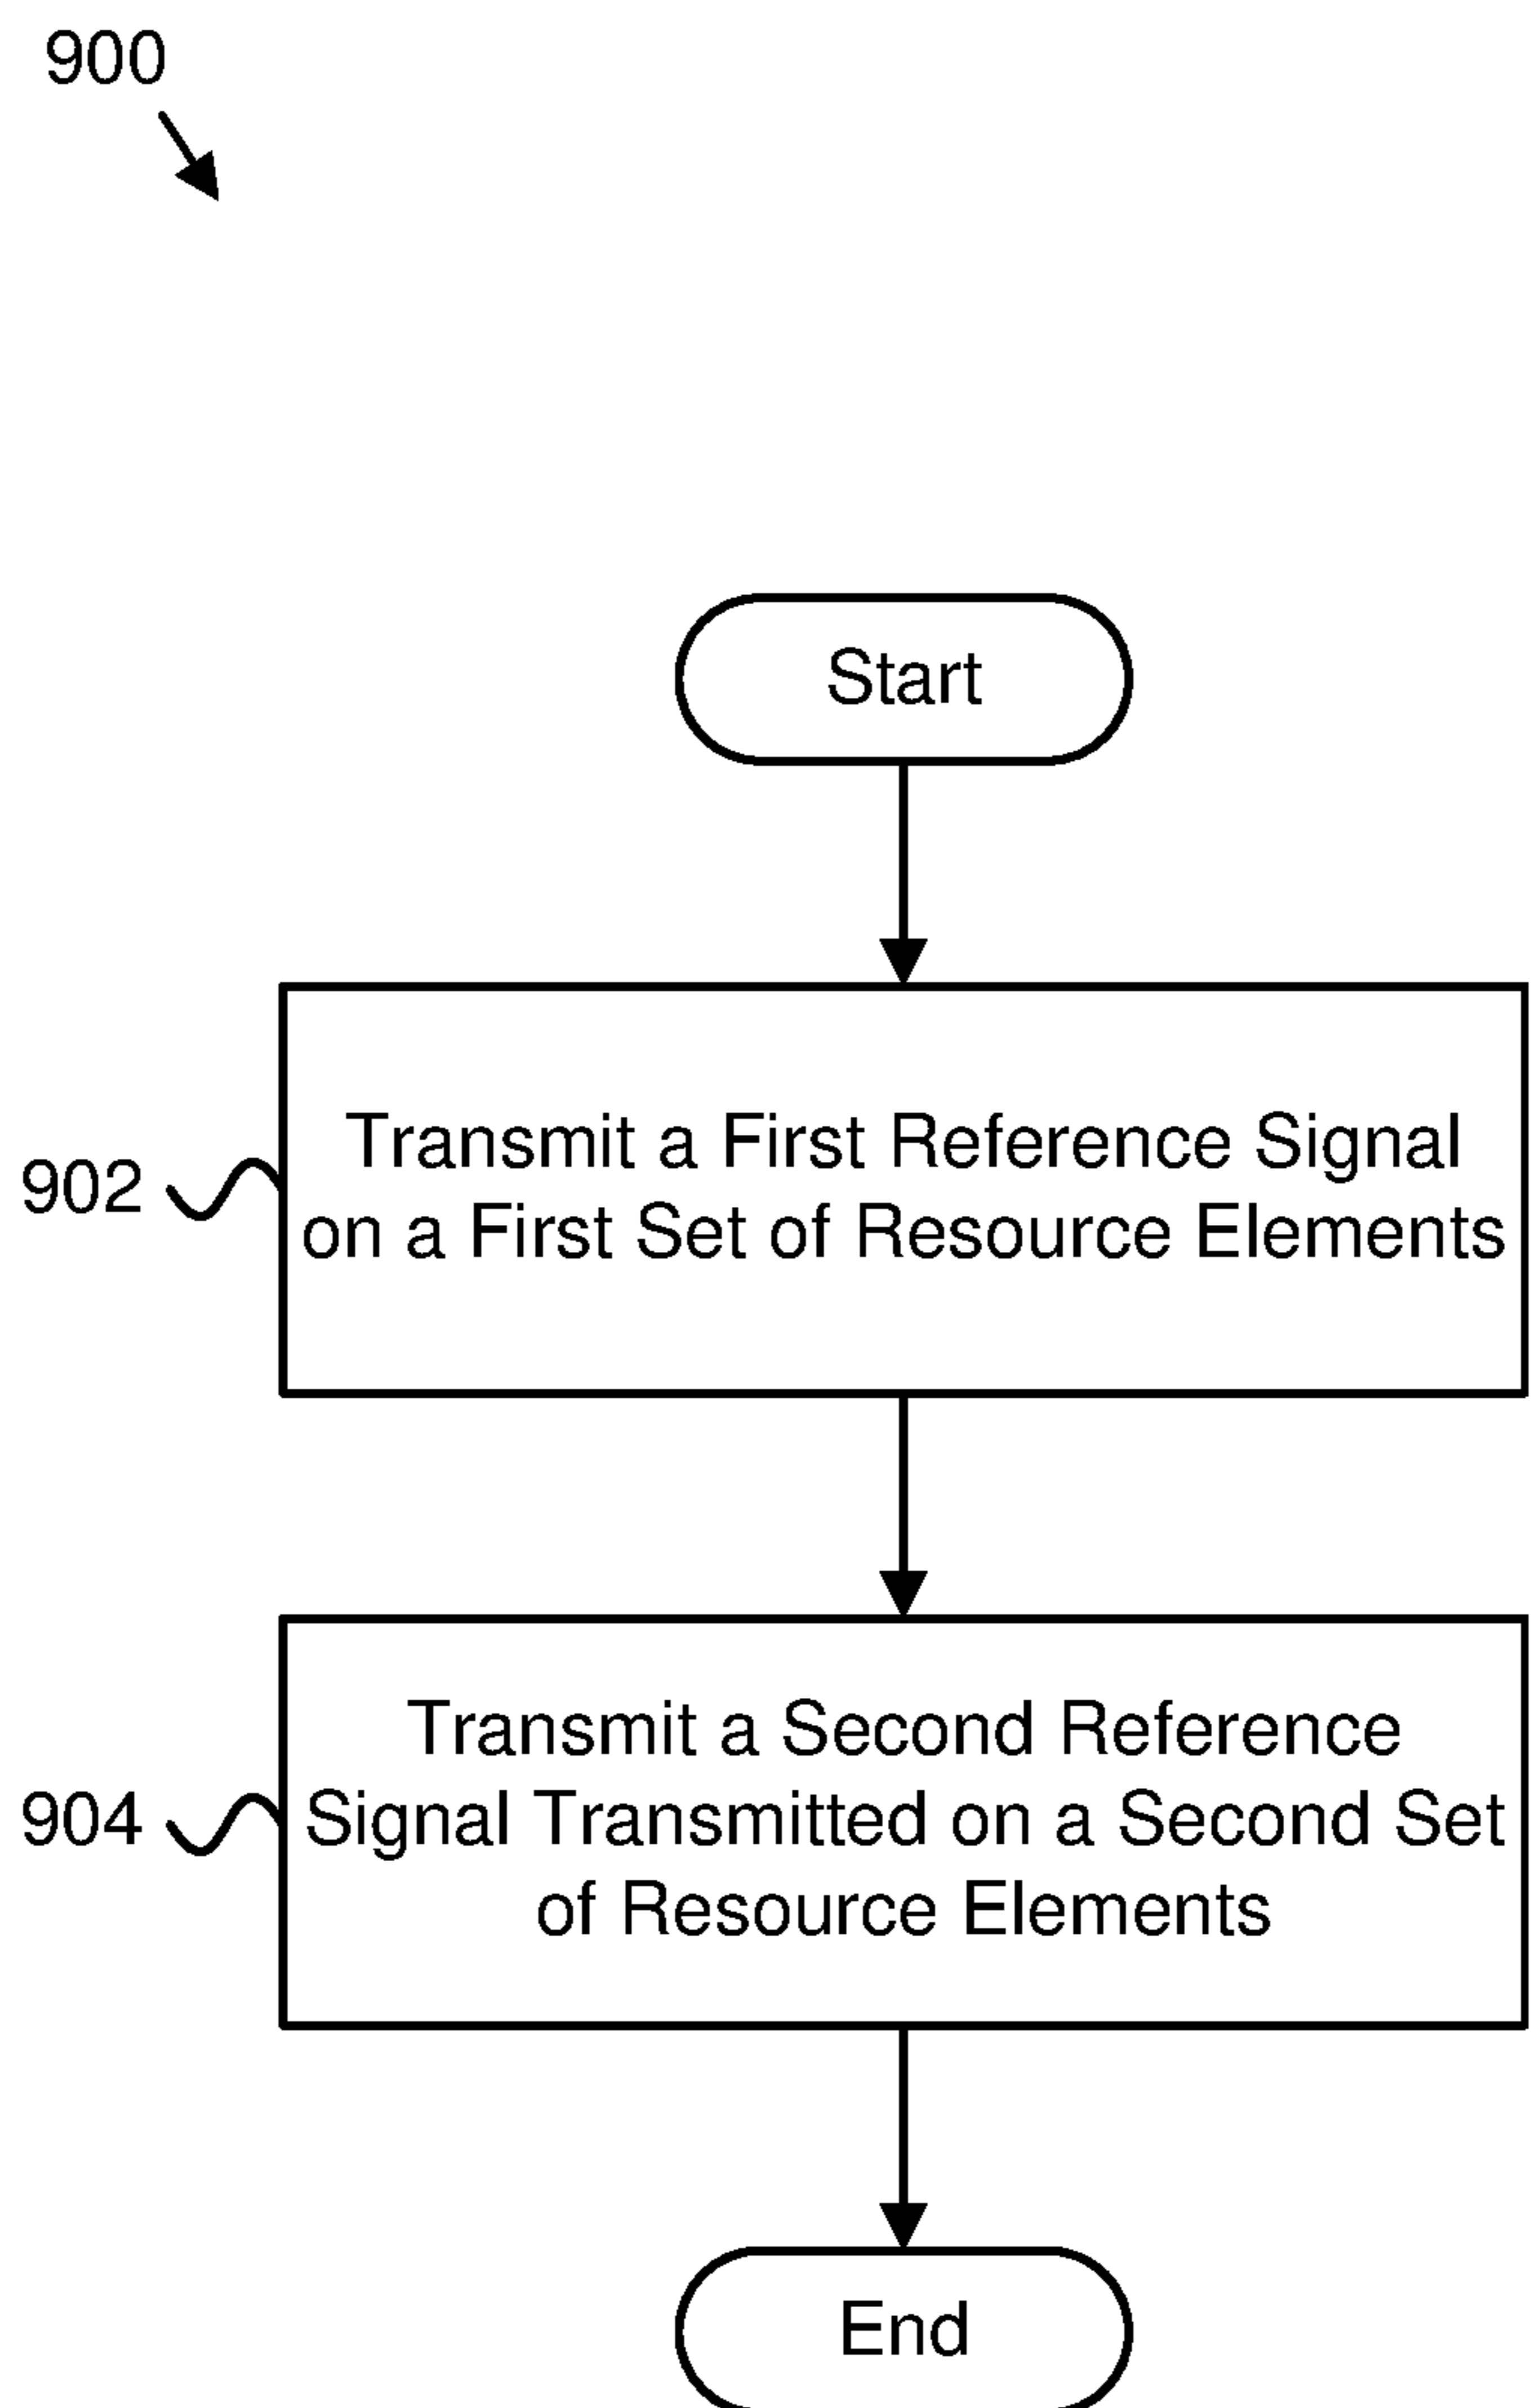 900
Start
902
Transmit a First Reference Signal
on a First Set of Resource Elements
904
Transmit a Second Reference
Signal Transmitted on a Second Set
of Resource Elements
End